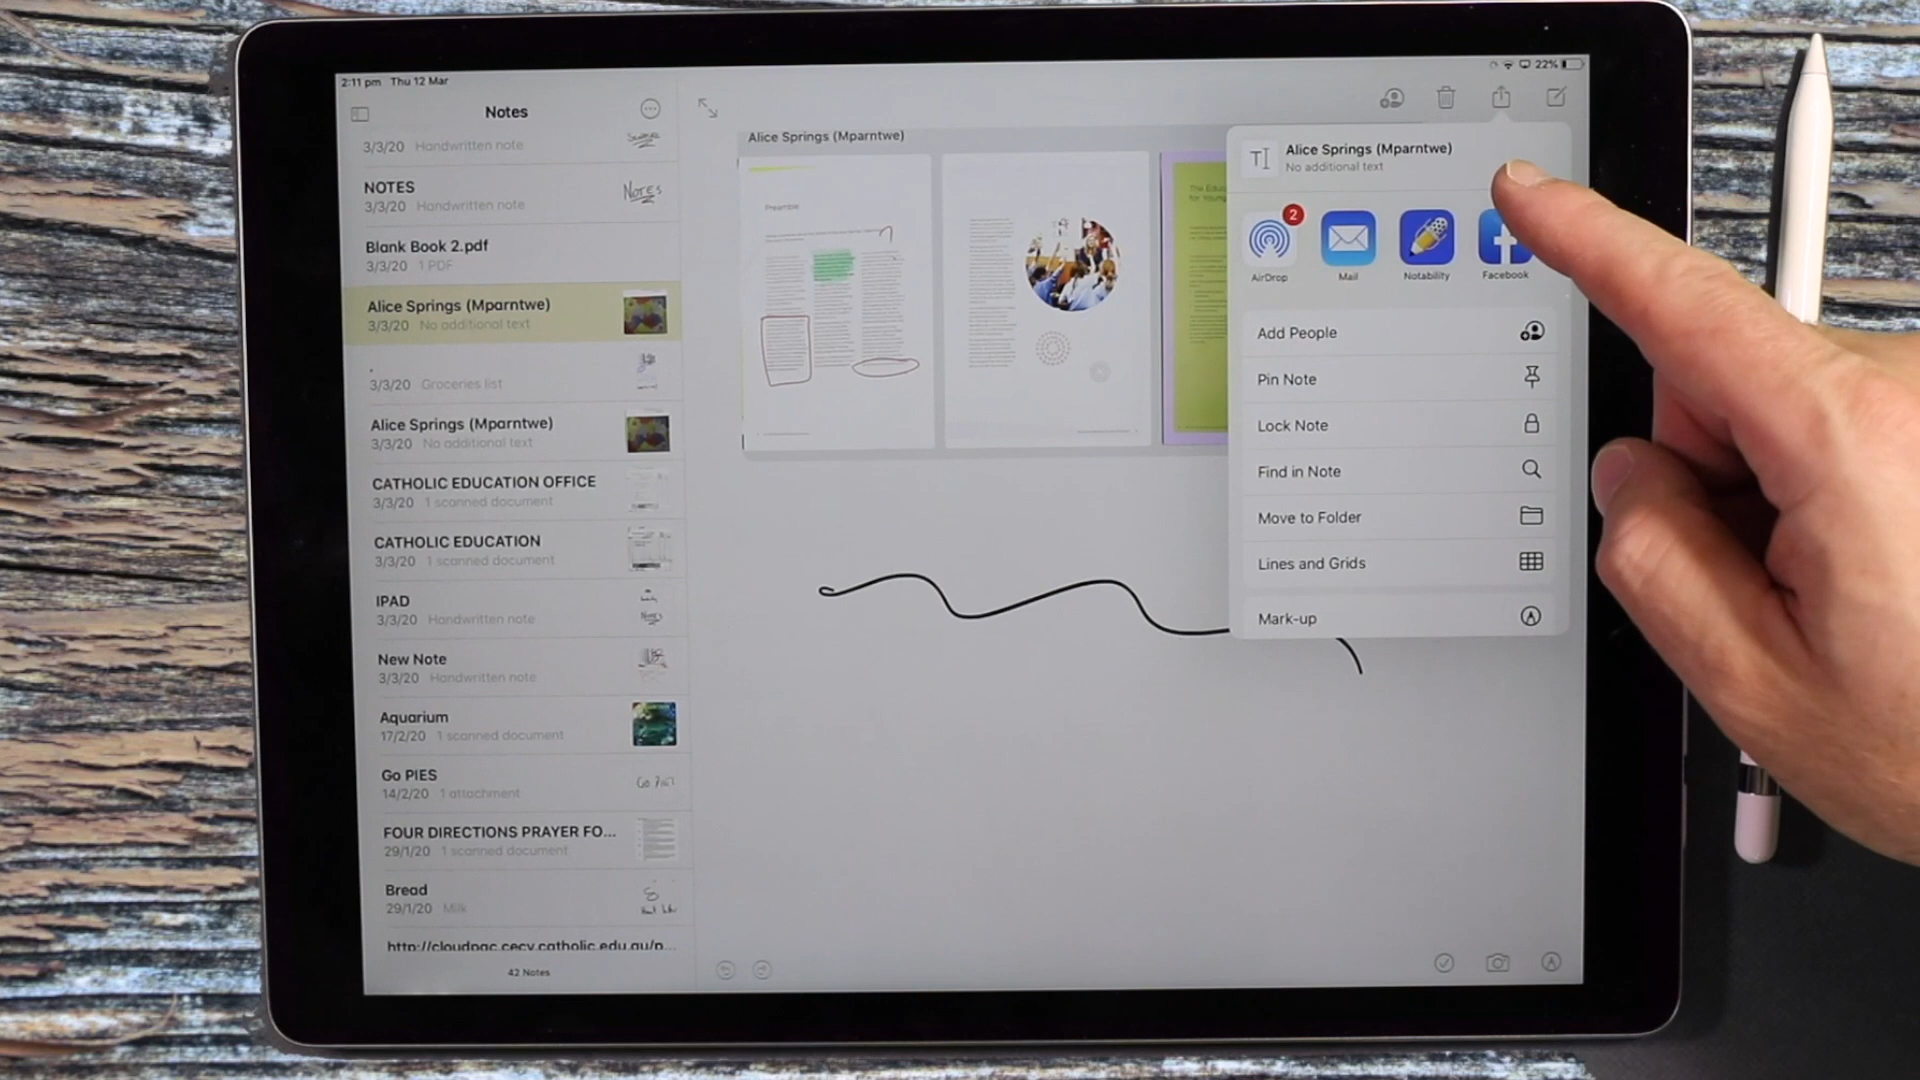 2:11 pm Thu 12 Mar
22%
Notes
3/3/20 Handwritten note
NOTES
3/3/20 Handwritten note
NOTES
Blank Book 2.pdf
3/3/20 1 PDF
Alice Springs (Mparntwe)
3/3/20 No additional text
.
3/3/20 Groceries list
Alice Springs (Mparntwe)
3/3/20 No additional text
CATHOLIC EDUCATION OFFICE
3/3/20 1 scanned document
CATHOLIC EDUCATION
3/3/20 1 scanned document
IPAD
3/3/20 Handwritten note
New Note
3/3/20 Handwritten note
Aquarium
17/2/20 1 scanned document
Go PIES
14/2/20 1 attachment
FOUR DIRECTIONS PRAYER FO...
29/1/20 1 scanned document
Bread
29/1/20 Milk
http://cloudpac.cecv.catholic.edu.au/p...
42 Notes
Alice Springs (Mparntwe)
Preamble
The Educ
for Young
TI
Alice Springs (Mparntwe)
No additional text
2
AirDrop
Mail
Notability
Facebook
Add People
Pin Note
Lock Note
Find in Note
Move to Folder
Lines and Grids
Mark-up